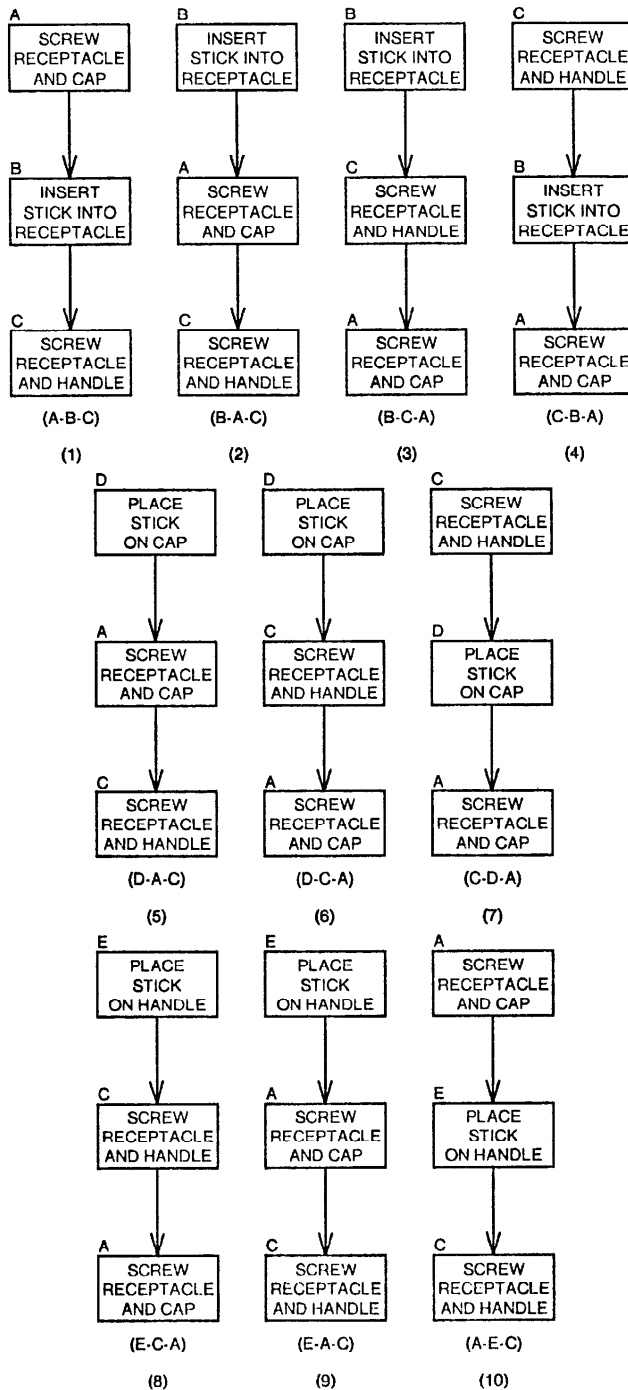 A
SCREW
RECEPTACLE
AND CAP
B
INSERT
STICK INTO
RECEPTACLE
C
SCREW
RECEPTACLE
AND HANDLE
(A-B-C)
(1)
B
INSERT
STICK INTO
RECEPTACLE
A
SCREW
RECEPTACLE
AND CAP
C
SCREW
RECEPTACLE
AND HANDLE
(B-A-C)
(2)
B
INSERT
STICK INTO
RECEPTACLE
C
SCREW
RECEPTACLE
AND HANDLE
A
SCREW
RECEPTACLE
AND CAP
(B-C-A)
(3)
C
SCREW
RECEPTACLE
AND HANDLE
B
INSERT
STICK INTO
RECEPTACLE
A
SCREW
RECEPTACLE
AND CAP
(C-B-A)
(4)
D
PLACE
STICK
ON CAP
A
SCREW
RECEPTACLE
AND CAP
C
SCREW
RECEPTACLE
AND HANDLE
(D-A-C)
(5)
D
PLACE
STICK
ON CAP
C
SCREW
RECEPTACLE
AND HANDLE
A
SCREW
RECEPTACLE
AND CAP
(D-C-A)
(6)
C
SCREW
RECEPTACLE
AND HANDLE
D
PLACE
STICK
ON CAP
A
SCREW
RECEPTACLE
AND CAP
(C-D-A)
(7)
E
PLACE
STICK
ON HANDLE
C
SCREW
RECEPTACLE
AND HANDLE
A
SCREW
RECEPTACLE
AND CAP
(E-C-A)
(8)
E
PLACE
STICK
ON HANDLE
A
SCREW
RECEPTACLE
AND CAP
C
SCREW
RECEPTACLE
AND HANDLE
(E-A-C)
(9)
A
SCREW
RECEPTACLE
AND CAP
E
PLACE
STICK
ON HANDLE
C
SCREW
RECEPTACLE
AND HANDLE
(A-E-C)
(10)